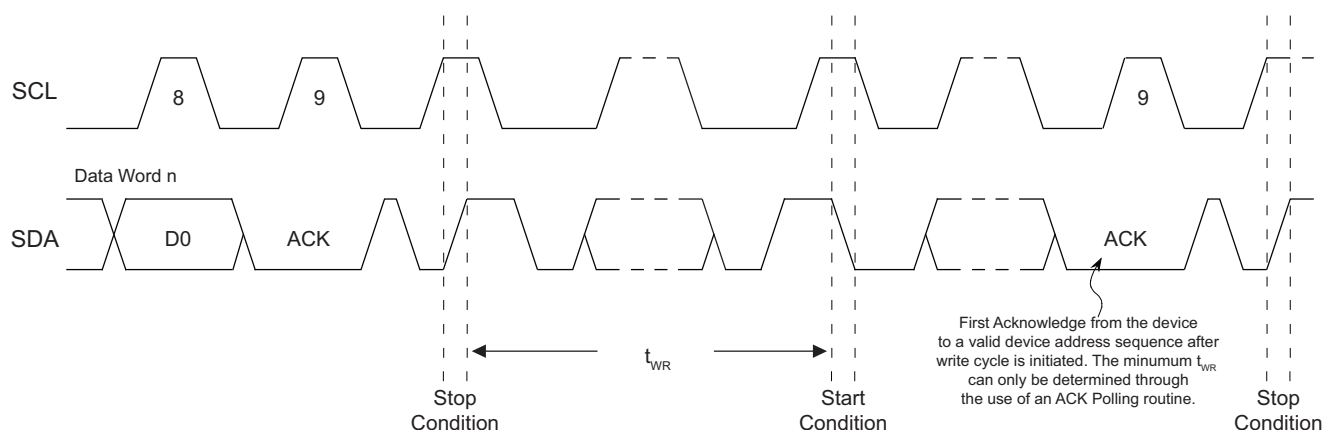 SCL
8
9
9
Data Word n
SDA
D0
ACK
ACK
First Acknowledge from the device
to a valid device address sequence after
write cycle is initiated. The minumum tWR
can only be determined through
the use of an ACK Polling routine.
tWR
Stop
Condition
Start
Condition
Stop
Condition